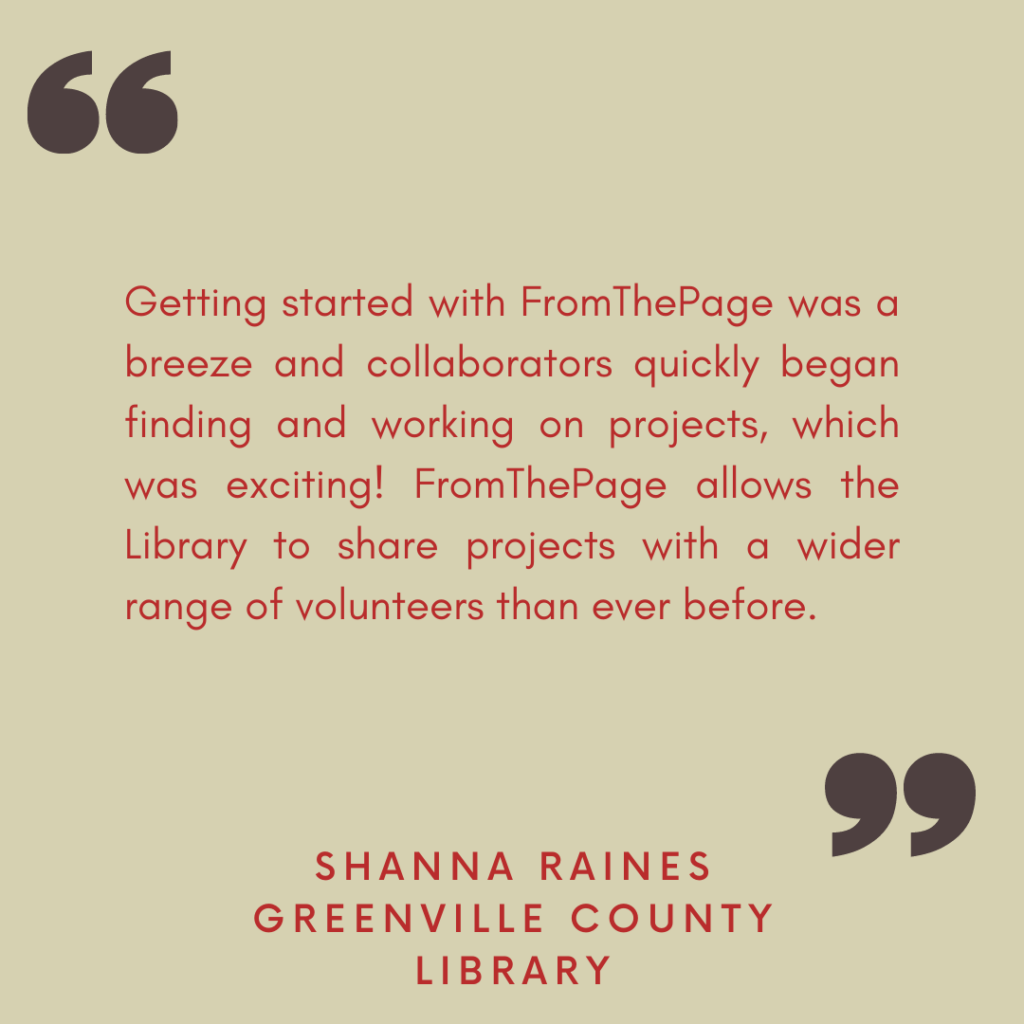 “
Getting started with FromThePage was a
breeze and collaborators quickly began
finding and working on projects, which
was exciting! FromThePage allows the
Library to share projects with a wider
range of volunteers than ever before.
”
SHANNA RAINES
GREENVILLE COUNTY
LIBRARY